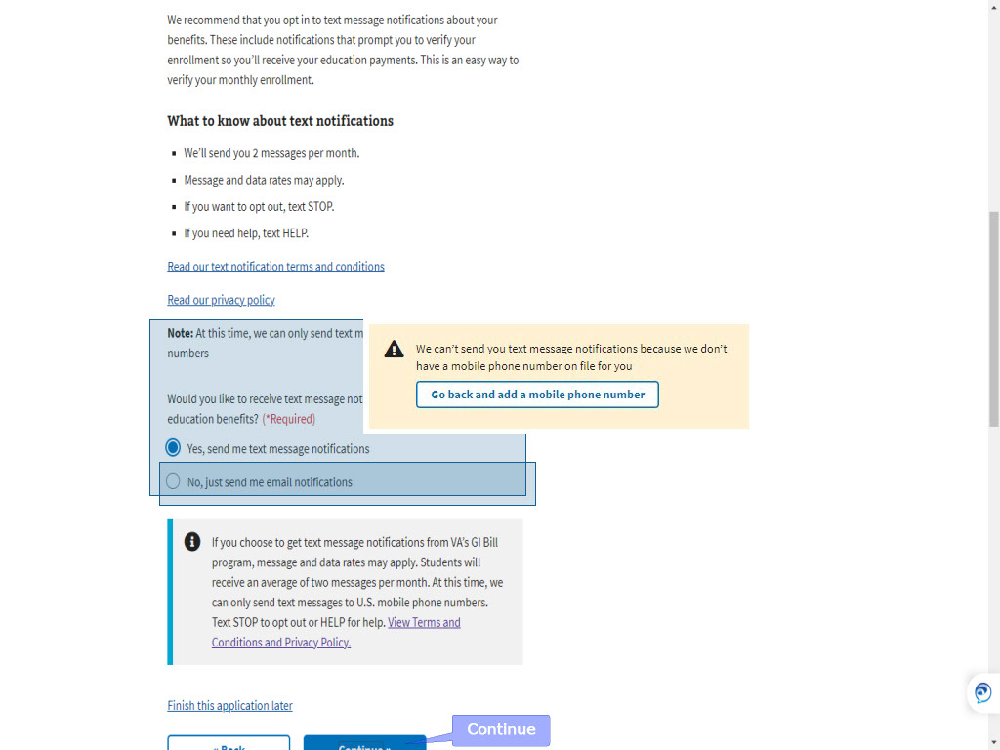 We recommend that you opt in to text message notifications about your
benefits. These include notifications that prompt you to verify your
enrollment so you'll receive your education payments. This is an easy way to
verify your monthly enrollment.
What to know about text notifications
We'll send you 2 messages per month.
Message and data rates may apply.
If you want to opt out, text STOP.
If you need help, text HELP.
Read our text notification terms and conditions
Read our privacy policy
Note: At this time, we can only send text m
numbers
We can't send you text message notifications because we don't
have a mobile phone number on file for you
Go back and add a mobile phone number
Would you like to receive text message not
education benefits? (*Required)
Yes, send me text message notifications
No, just send me email notifications
If you choose to get text message notifications from VA's GI Bill
program, message and data rates may apply. Students will
receive an average of two messages per month. At this time, we
can only send text messages to U.S. mobile phone numbers.
Text STOP to opt out or HELP for help. View Terms and
Conditions and Privacy Policy.
Finish this application later
« Back
Continue »
Continue